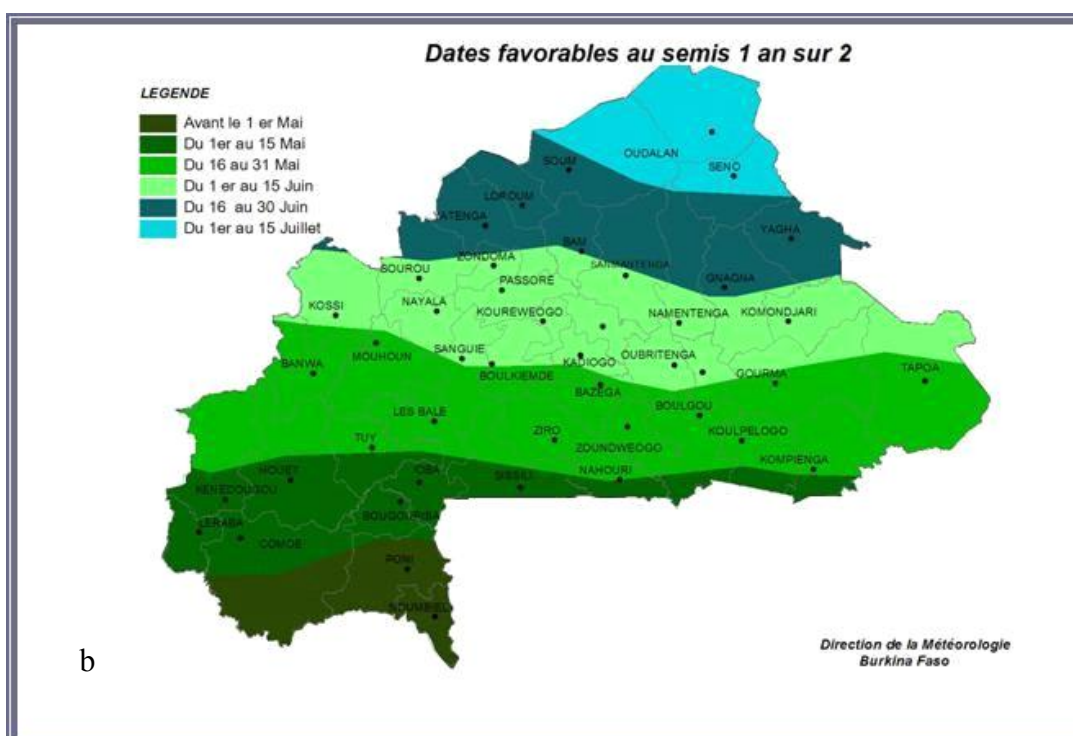 Dates favorables au semis 1 an sur 2
LEGENDE
Avant le 1 er Mai
Du 1er au 15 Mai
Du 16 au 31 Mai
Du 1 er au 15 Juin
Du 16 au 30 Juin
Du 1er au 15 Juillet
OUDALAN
SOUM
SENO
LOROUM
YATENGA
YAGHA
BAM
ZONDOMA
SANMANTENGA
SOUROU
GNAGNA
PASSORE
NAYALA
KOSSI
KOUREWEOGO
NAMENTENGA
KOMONDJARI
MOUHOUN
SANGUIE
KADIOGO
OUBRITENGA
BANWA
BOULKIEMDE
GOURMA
TAPOA
BAZEGA
LES BALE
BOULGOU
TUY
ZIRO
KOULPELOGO
ZOUNDWEOGO
KOMPIENGA
HOUET
IOBA
SISSILI
NAHOURI
KENEDOUGOU
LERABA
BOUGOURIBA
COMOE
PONI
NOUMBIEL
Direction de la Météorologie
Burkina Faso
b